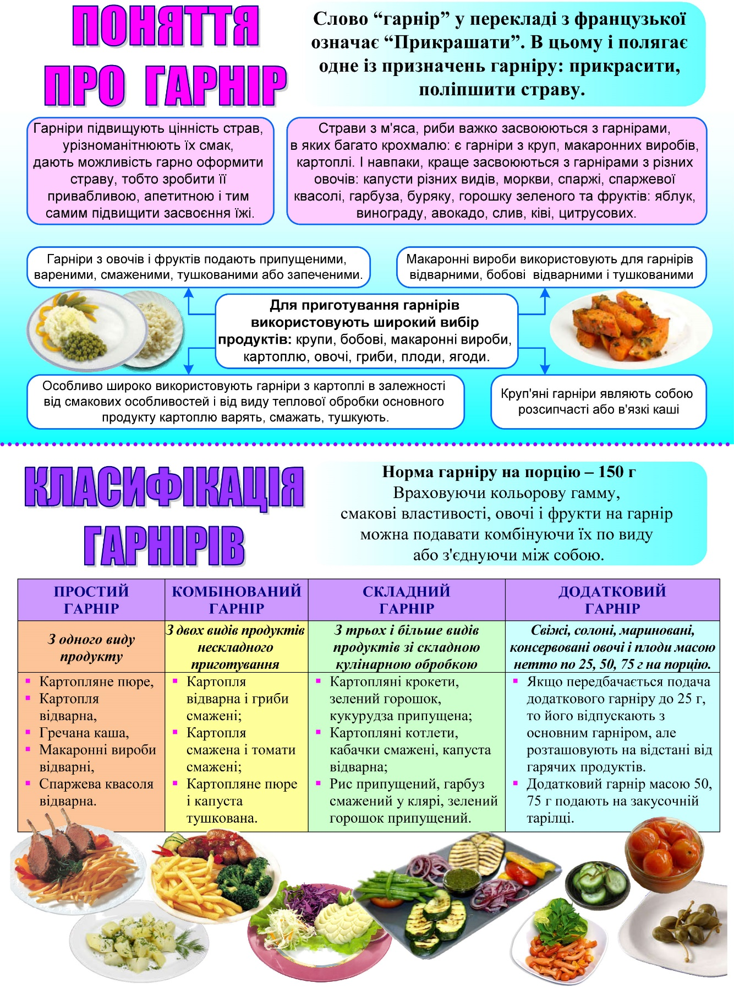 ПОНЯТТЯ
ПРО ГАРНІР
Слово “гарнір” у перекладі з французької
означає “Прикрашати”. В цьому і полягає
одне із призначень гарніру: прикрасити,
поліпшити страву.
Гарніри підвищують цінність страв,
урізноманітнюють їх смак,
дають можливість гарно оформити
страву, тобто зробити її
привабливою, апетитною і тим
самим підвищити засвоєння їжі.
Страви з м'яса, риби важко засвоюються з гарнірами,
в яких багато крохмалю: є гарніри з круп, макаронних виробів,
картоплі. І навпаки, краще засвоюються з гарнірами з різних
овочів: капусти різних видів, моркви, спаржі, спаржевої
квасолі, гарбуза, буряку, горошку зеленого та фруктів: яблук,
винограду, авокадо, слив, ківі, цитрусових.
Гарніри з овочів і фруктів подають припущеними,
вареними, смаженими, тушкованими або запеченими.
Макаронні вироби використовують для гарнірів
відварними, бобові відварними і тушкованими
Для приготування гарнірів
використовують широкий вибір
продуктів: крупи, бобові, макаронні вироби,
картоплю, овочі, гриби, плоди, ягоди.
Особливо широко використовують гарніри з картоплі в залежності
від смакових особливостей і від виду теплової обробки основного
продукту картоплю варять, смажать, тушкують.
Круп'яні гарніри являють собою
розсипчасті або в'язкі каші
КЛАСИФІКАЦІЯ
ГАРНІРІВ
Норма гарніру на порцію – 150 г
Враховуючи кольорову гамму,
смакові властивості, овочі і фрукти на гарнір
можна подавати комбінуючи їх по виду
або з'єднуючи між собою.
ПРОСТИЙ
ГАРНІР
З одного виду
продукту
▪ Картопляне пюре,
▪ Картопля
відварна,
▪ Гречана каша,
▪ Макаронні вироби
відварні,
▪ Спаржева квасоля
відварна.
КОМБІНОВАНИЙ
ГАРНІР
З двох видів продуктів
нескладного
приготування
▪ Картопля
відварна і гриби
смажені;
▪ Картопля
смажена і томати
смажені;
▪ Картопляне пюре
і капуста
тушкована.
СКЛАДНИЙ
ГАРНІР
З трьох і більше видів
продуктів зі складною
кулінарною обробкою
▪ Картопляні крокети,
зелений горошок,
кукурудза припущена;
▪ Картопляні котлети,
кабачки смажені, капуста
відварна;
▪ Рис припущений, гарбуз
смажений у клярі, зелений
горошок припущений.
ДОДАТКОВИЙ
ГАРНІР
Свіжі, солоні, мариновані,
консервовані овочі і плоди масою
нетто по 25, 50, 75 г на порцію.
▪ Якщо передбачається подача
додаткового гарніру до 25 г,
то його відпускають з
основним гарніром, але
розташовують на відстані від
гарячих продуктів.
▪ Додатковий гарнір масою 50,
75 г подають на закусочній
тарілці.